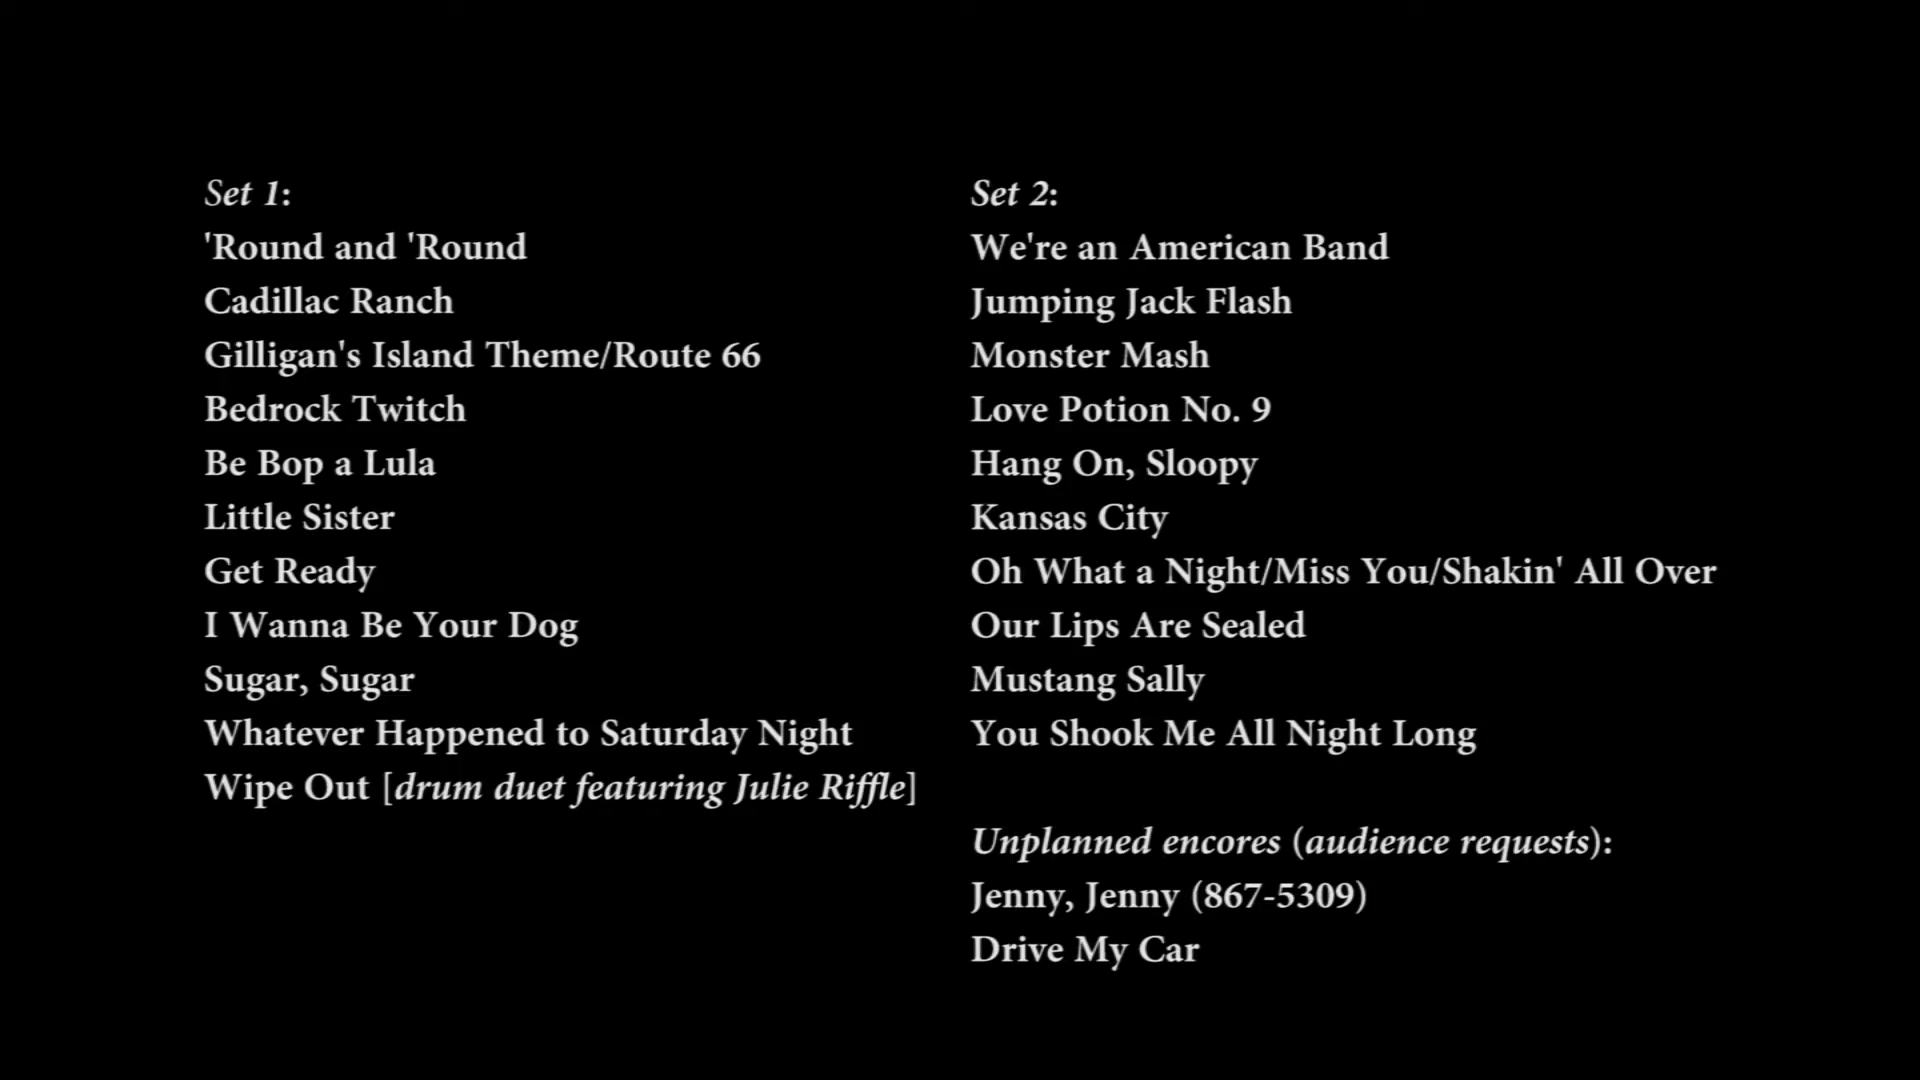 Set 1:
'Round and 'Round
Cadillac Ranch
Gilligan's Island Theme/Route 66
Bedrock Twitch
Be Bop a Lula
Little Sister
Get Ready
I Wanna Be Your Dog
Sugar, Sugar
Whatever Happened to Saturday Night
Wipe Out [drum duet featuring Julie Riffle]
Set 2:
We're an American Band
Jumping Jack Flash
Monster Mash
Love Potion No. 9
Hang On, Sloopy
Kansas City
Oh What a Night/Miss You/Shakin' All Over
Our Lips Are Sealed
Mustang Sally
You Shook Me All Night Long
Unplanned encores (audience requests):
Jenny, Jenny (867-5309)
Drive My Car